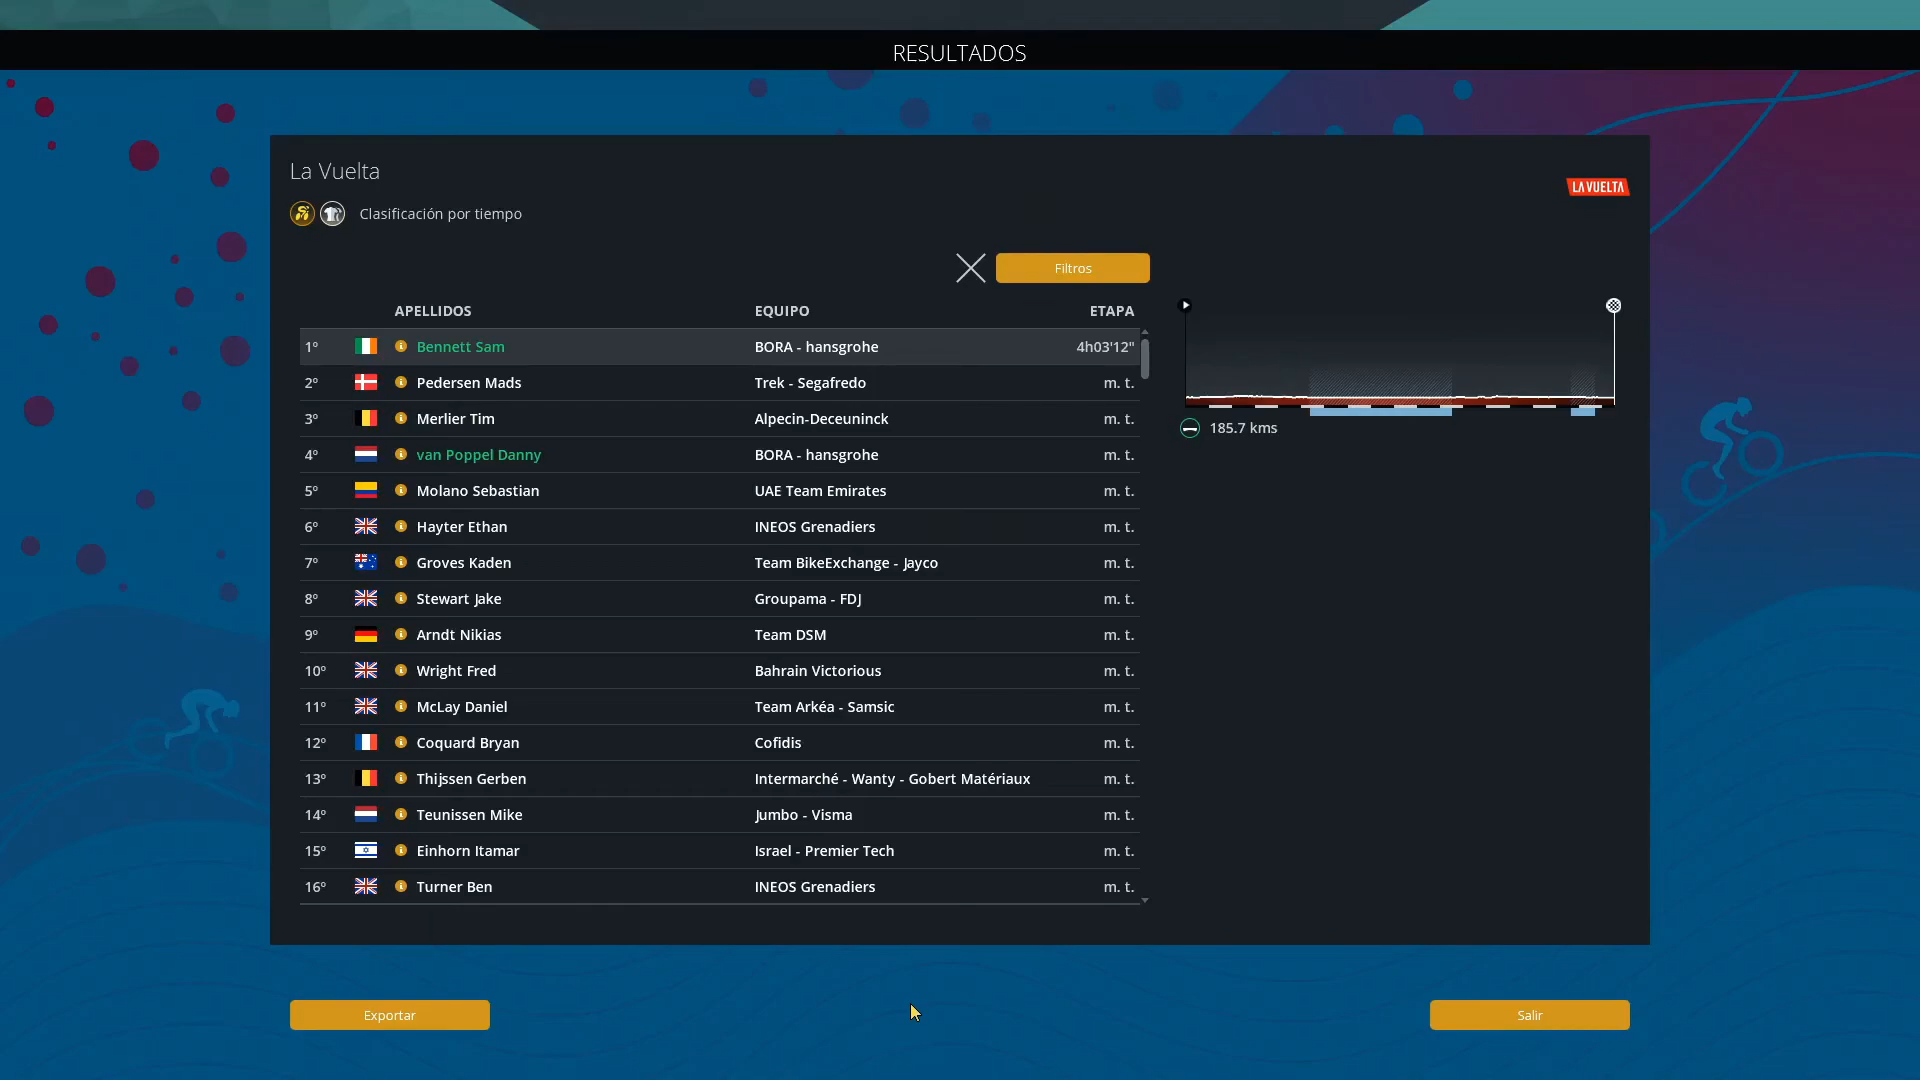 RESULTADOS
La Vuelta
LA VUELTA
Clasificación por tiempo
Filtros
APELLIDOS EQUIPO ETAPA
1º Bennett Sam BORA - hansgrohe 4h03'12"
2º Pedersen Mads Trek - Segafredo m. t.
3º Merlier Tim Alpecin-Deceuninck m. t.
4º van Poppel Danny BORA - hansgrohe m. t.
5º Molano Sebastian UAE Team Emirates m. t.
6º Hayter Ethan INEOS Grenadiers m. t.
7º Groves Kaden Team BikeExchange - Jayco m. t.
8º Stewart Jake Groupama - FDJ m. t.
9º Arndt Nikias Team DSM m. t.
10º Wright Fred Bahrain Victorious m. t.
11º McLay Daniel Team Arkéa - Samsic m. t.
12º Coquard Bryan Cofidis m. t.
13º Thijssen Gerben Intermarché - Wanty - Gobert Matériaux m. t.
14º Teunissen Mike Jumbo - Visma m. t.
15º Einhorn Itamar Israel - Premier Tech m. t.
16º Turner Ben INEOS Grenadiers m. t.
185.7 kms
Exportar
Salir